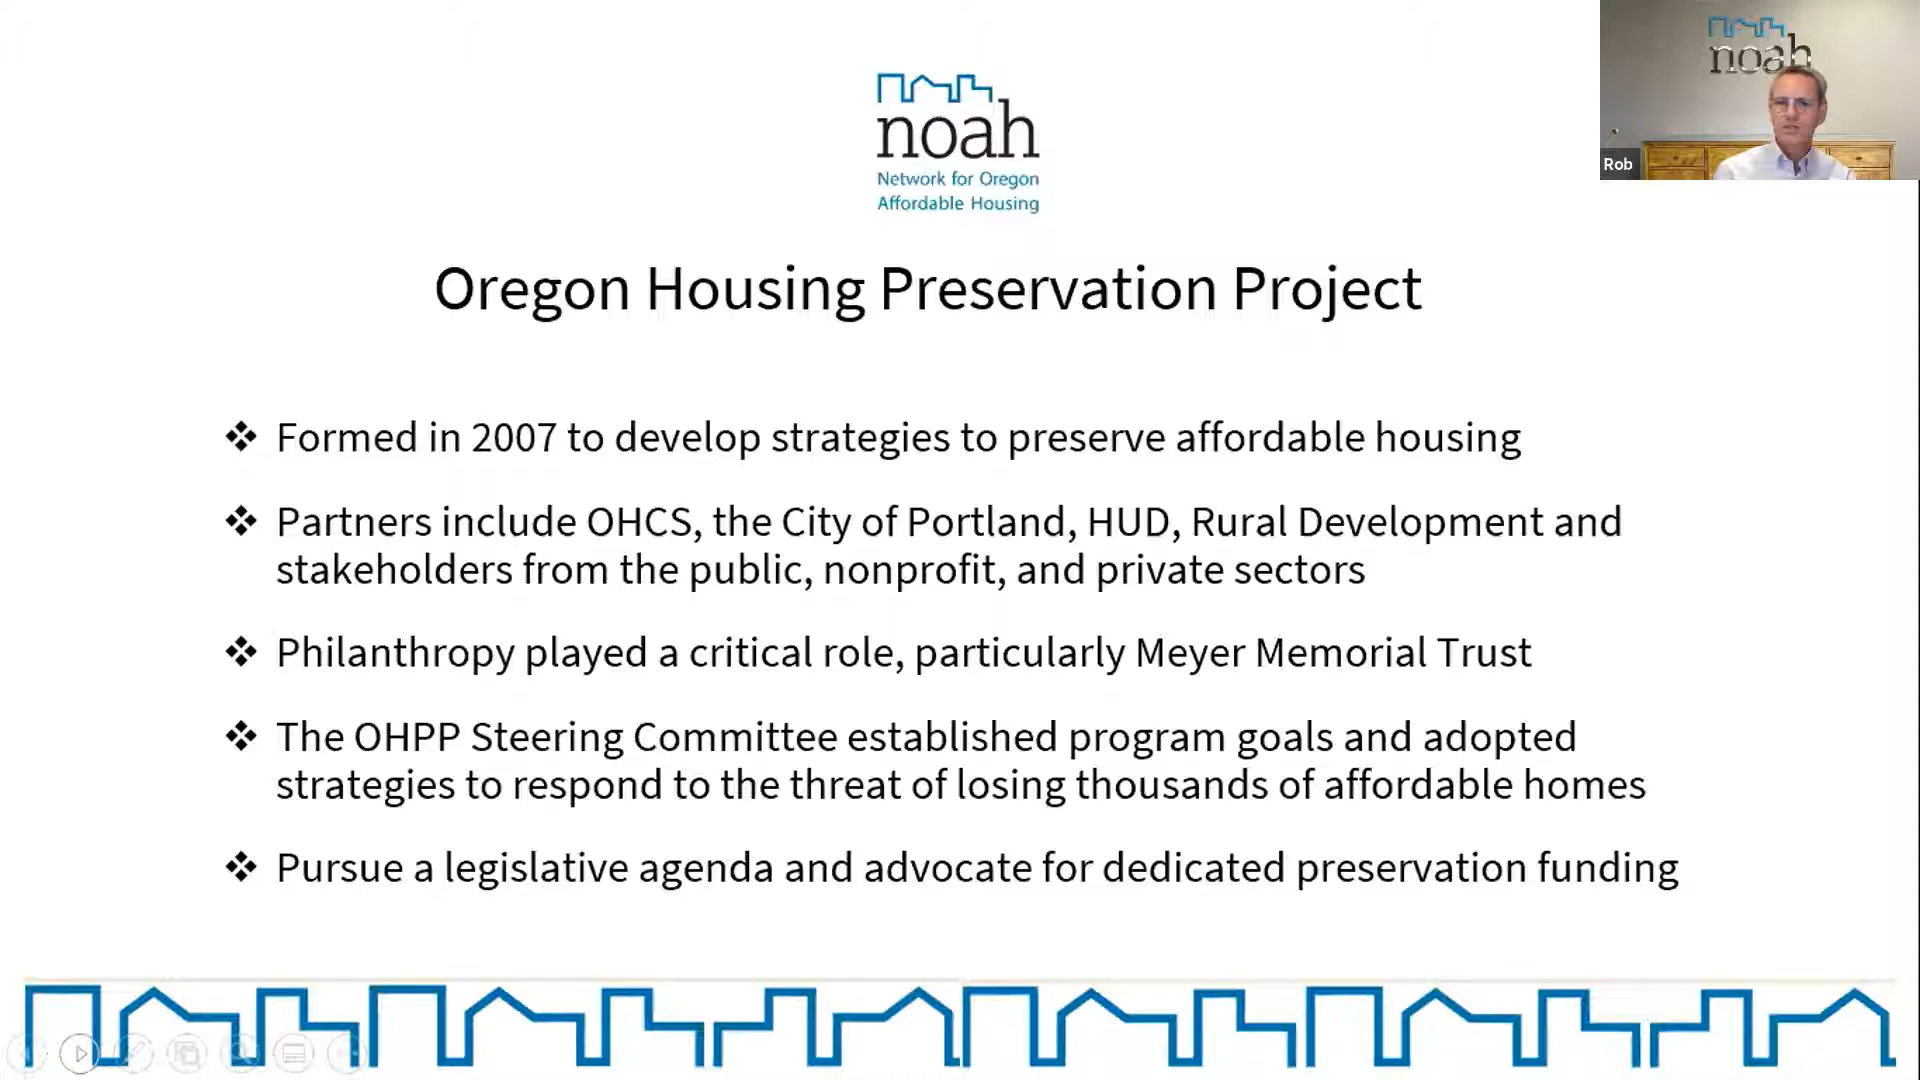 noah
Network for Oregon
Affordable Housing
noah
Rob
Oregon Housing Preservation Project
Formed in 2007 to develop strategies to preserve affordable housing
Partners include OHCS, the City of Portland, HUD, Rural Development and
stakeholders from the public, nonprofit, and private sectors
Philanthropy played a critical role, particularly Meyer Memorial Trust
The OHPP Steering Committee established program goals and adopted
strategies to respond to the threat of losing thousands of affordable homes
Pursue a legislative agenda and advocate for dedicated preservation funding